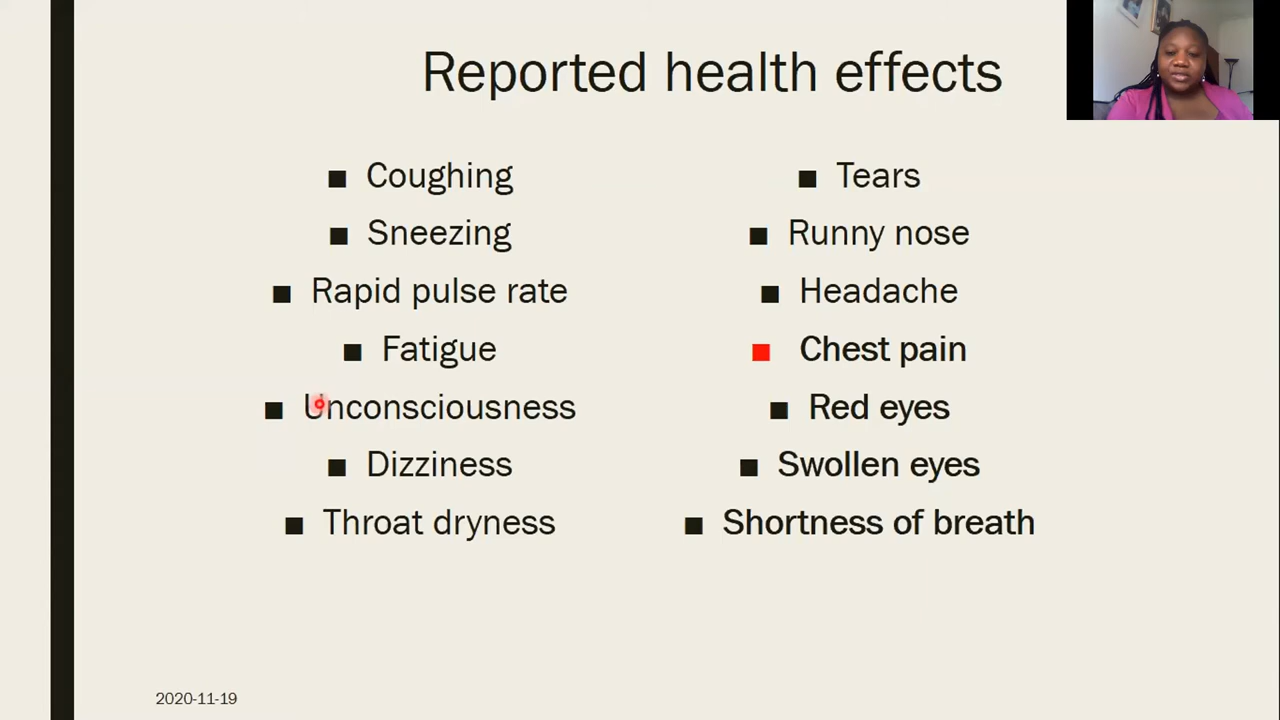 Reported health effects
Coughing
Sneezing
Rapid pulse rate
Fatigue
Unconsciousness
Dizziness
Throat dryness
Tears
Runny nose
Headache
Chest pain
Red eyes
Swollen eyes
Shortness of breath
2020-11-19